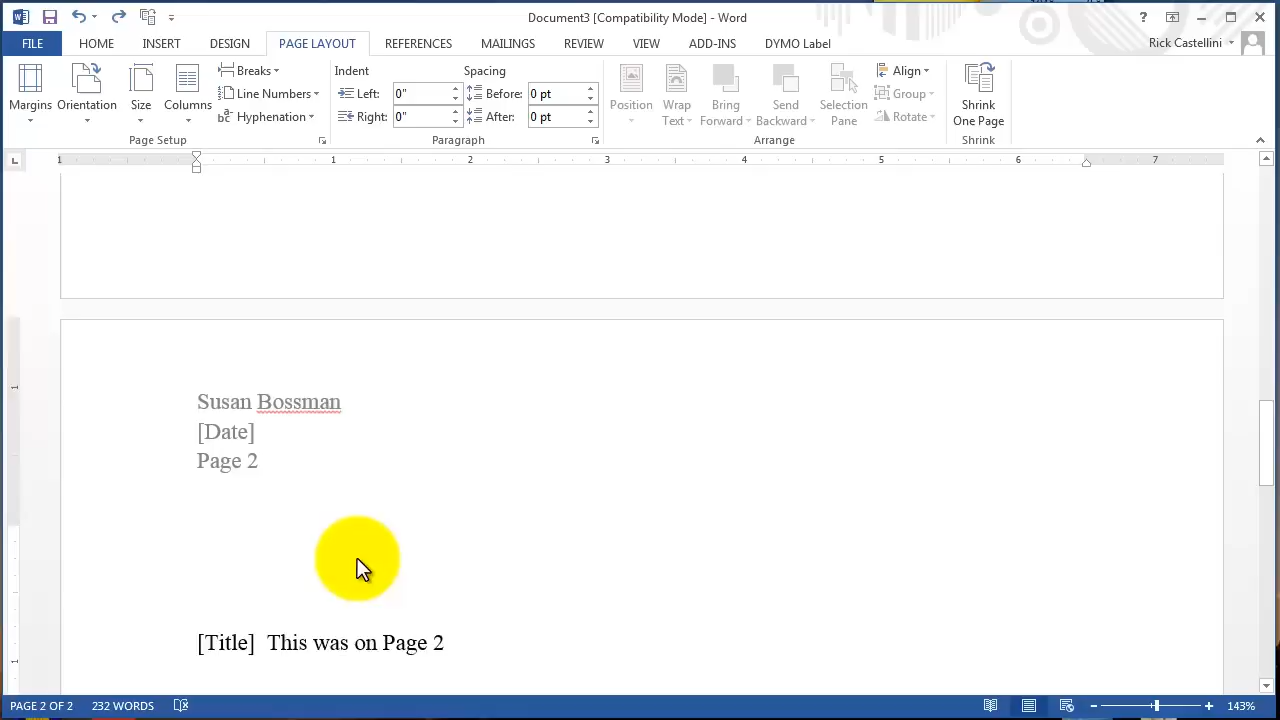 Document3 [Compatibility Mode] - Word
?
FILE HOME INSERT DESIGN PAGE LAYOUT REFERENCES MAILINGS REVIEW VIEW ADD-INS DYMO Label Rick Castellini
Margins Orientation Size Columns
Breaks
Line Numbers
Hyphenation
Page Setup
Indent Spacing
Left: 0" Before: 0 pt
Right: 0" After: 0 pt
Paragraph
Position
Wrap Text
Bring Forward
Send Backward
Selection Pane
Align
Group
Rotate
Arrange
Shrink One Page
Shrink
1 1 2 3 4 5 6 7
1
Susan Bossman
[Date]
Page 2
[Title] This was on Page 2
1
PAGE 2 OF 2 232 WORDS 143%